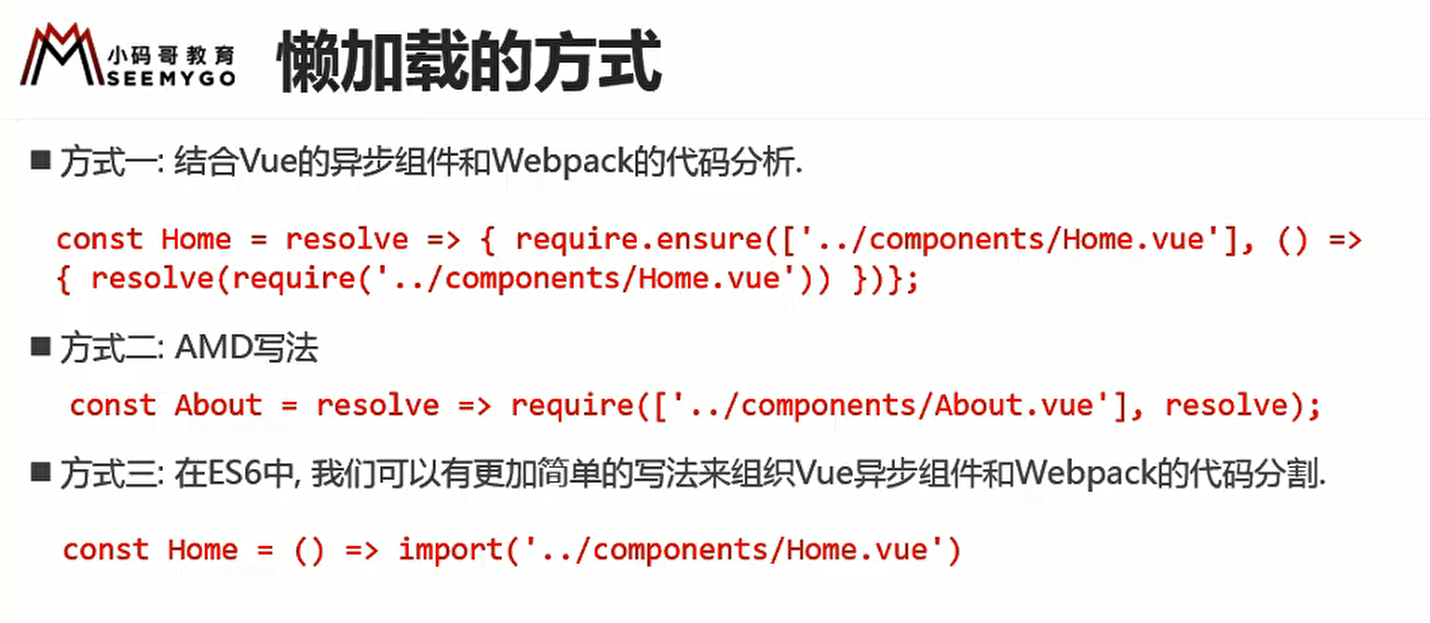 小码哥教育
SEEMYGO
懒加载的方式
■ 方式一: 结合Vue的异步组件和Webpack的代码分析.
const Home = resolve => { require.ensure(['../components/Home.vue'], () =>
{ resolve(require('../components/Home.vue')) })};
■ 方式二: AMD写法
const About = resolve => require(['../components/About.vue'], resolve);
■ 方式三: 在ES6中, 我们可以有更加简单的写法来组织Vue异步组件和Webpack的代码分割.
const Home = () => import('../components/Home.vue')